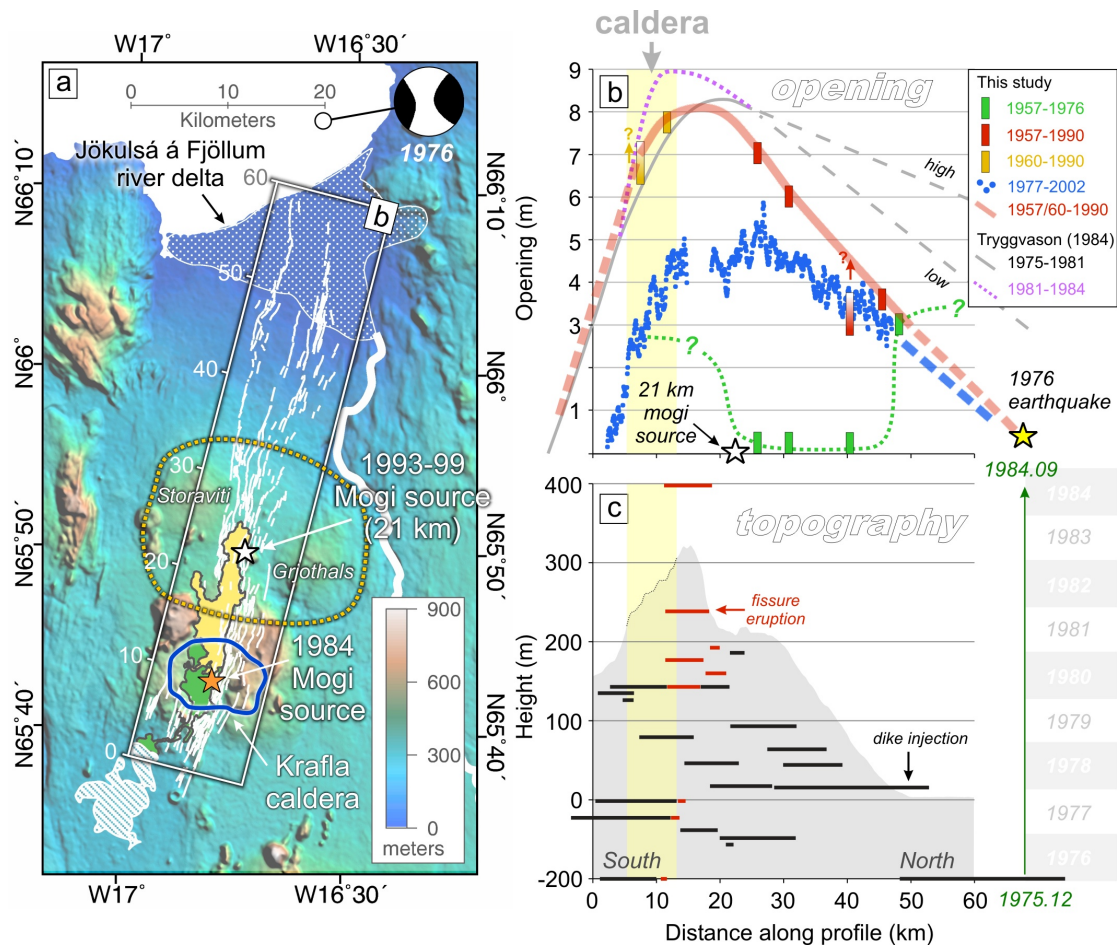 W17°
W16°30´
a
0
10
20
Kilometers
1976
Jökulsá á Fjöllum
river delta
N66°10´
N66°
N65°50´
N65°40´
N66°10´
N66°
N65°50´
N65°40´
60
b
50
40
30
20
10
0
Storaviti
1993-99
Mogi source
(21 km)
Grjothals
1984
Mogi
source
Krafla
caldera
900
600
300
0
meters
W17°
W16°30´
caldera
b
opening
Opening (m)
9
8
7
6
5
4
3
2
1
?
?
?
?
high
low
21 km
mogi
source
1976
earthquake
This study
1957-1976
1957-1990
1960-1990
1977-2002
1957/60-1990
Tryggvason (1984)
1975-1981
1981-1984
c
topography
Height (m)
400
300
200
100
0
-200
fissure
eruption
dike injection
South
North
1984.09
1984
1983
1982
1981
1980
1979
1978
1977
1976
1975.12
0
10
20
30
40
50
60
Distance along profile (km)